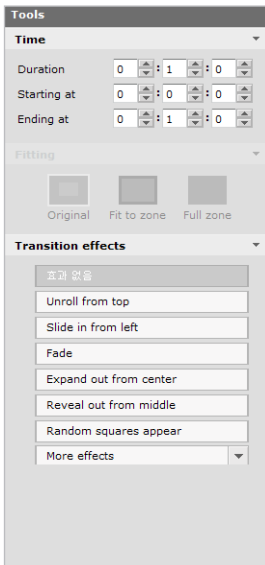 Tools
Time
Duration 0 : 1 : 0
Starting at 0 : 0 : 0
Ending at 0 : 1 : 0
Fitting
Original Fit to zone Full zone
Transition effects
효과 없음
Unroll from top
Slide in from left
Fade
Expand out from center
Reveal out from middle
Random squares appear
More effects